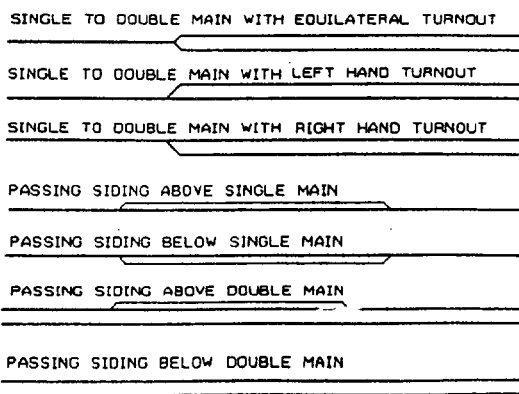 SINGLE TO DOUBLE MAIN WITH EQUILATERAL TURNOUT
SINGLE TO DOUBLE MAIN WITH LEFT HAND TURNOUT
SINGLE TO DOUBLE MAIN WITH RIGHT HAND TURNOUT
PASSING SIDING ABOVE SINGLE MAIN
PASSING SIDING BELOW SINGLE MAIN
PASSING SIDING ABOVE DOUBLE MAIN
PASSING SIDING BELOW DOUBLE MAIN